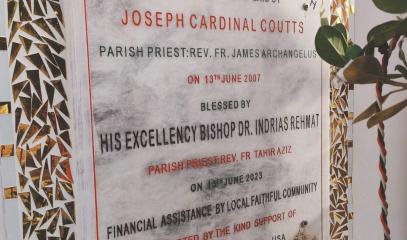 JOSEPH CARDINAL COUTTS
PARISH PRIEST: REV. FR. JAMES ARCHANGELUS
ON 13TH JUNE 2007
BLESSED BY
HIS EXCELLENCY BISHOP DR. INDRIAS REHMAT
PARISH PRIEST: REV. FR TAHIR AZIZ
ON 13TH JUNE 2023
FINANCIAL ASSISTANCE BY LOCAL FAITHFUL COMMUNITY
BY THE KIND SUPPORT OF
USA